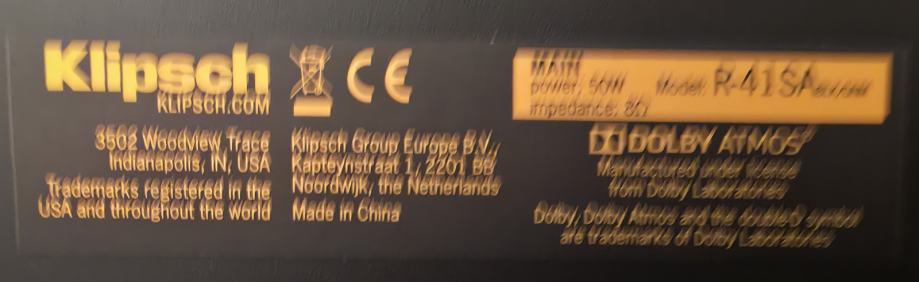 Klipsch
KLIPSCH.COM
3502 Woodview Trace
Indianapolis, IN, USA
Trademarks registered in the
USA and throughout the world
CE
Klipsch Group Europe B.V.,
Kapteynstraat 1, 2201 BB
Noordwijk, the Netherlands
Made in China
MAIN
power: 50W Model: R-41SA
impedance: 8Ω
DOLBY ATMOS®
Manufactured under license
from Dolby Laboratories
Dolby, Dolby Atmos and the double-D symbol
are trademarks of Dolby Laboratories